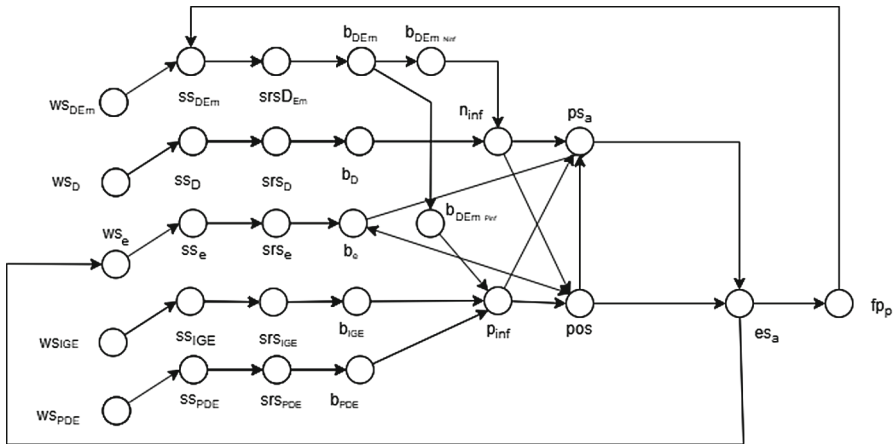 b_DEm b_DEm Ninf
ws_DEm ss_DEm srsD_Em n_inf ps_a
ws_D ss_D srs_D b_D
b_DEm Pinf
ws_e ss_e srs_e b_e
ws_IGE ss_IGE srs_IGE b_IGE p_inf pos es_a fp_p
ws_PDE ss_PDE srs_PDE b_PDE